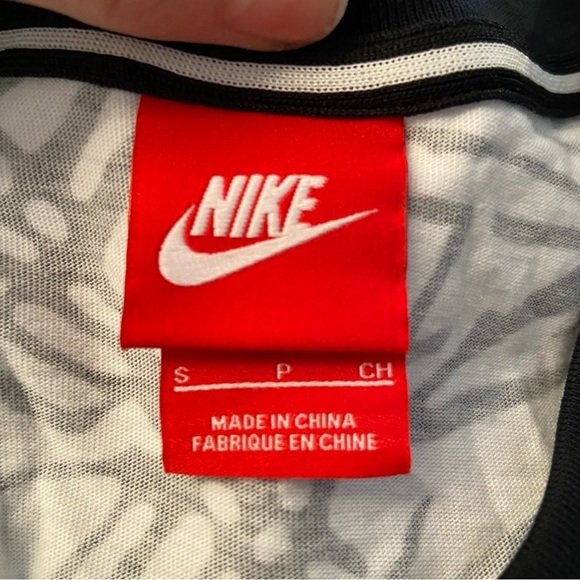 NIKE
S P CH
MADE IN CHINA
FABRIQUE EN CHINE